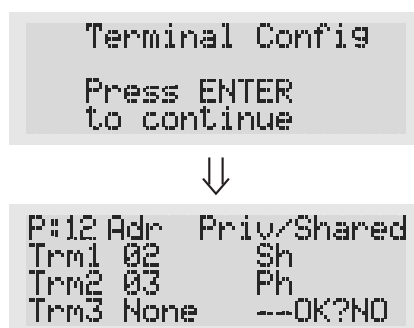 Terminal Config
Press ENTER
to continue
P:12 Adr Priv/Shared
Trm1 02 Sh
Trm2 03 Ph
Trm3 None --OK?NO